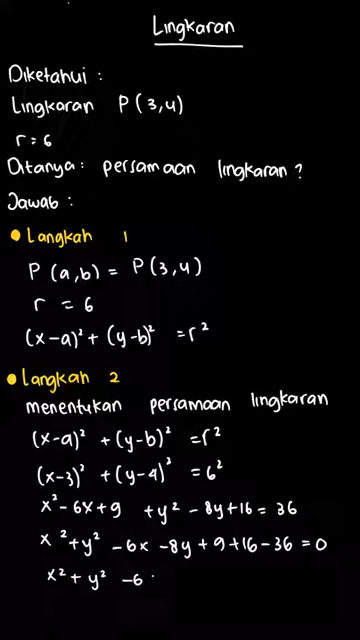 Lingkaran
Diketahui :
Lingkaran P(3,4)
r = 6
Ditanya : persamaan lingkaran ?
Jawab :
• Langkah 1
P(a,b) = P(3,4)
r = 6
(x-a)² + (y-b)² = r²
• Langkah 2
menentukan persamaan lingkaran
(x-a)² + (y-b)² = r²
(x-3)² + (y-4)³ = 6²
x² - 6x + 9 + y² - 8y + 16 = 36
x² + y² - 6x - 8y + 9 + 16 - 36 = 0
x² + y² - 6